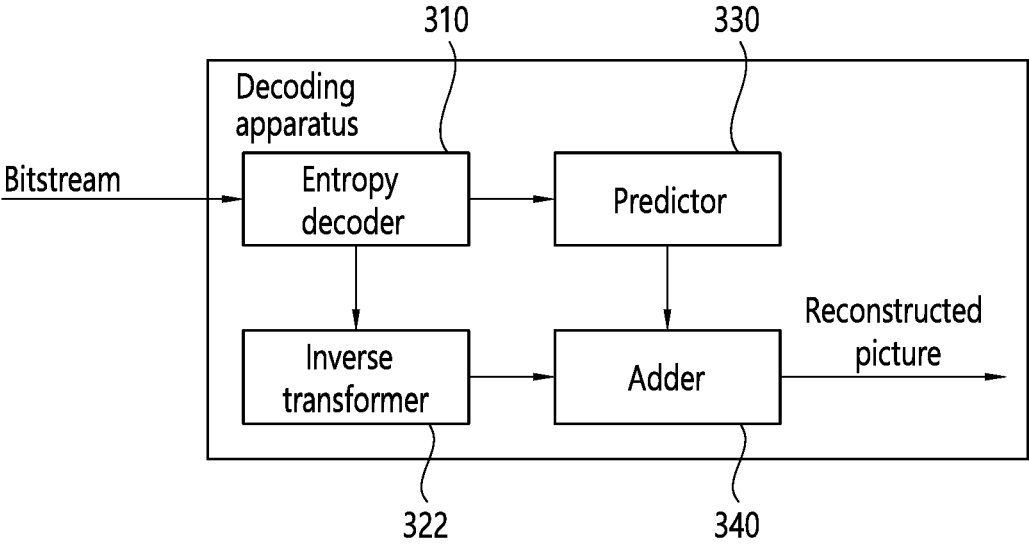 310
330
Decoding
apparatus
Bitstream
Entropy
decoder
Predictor
Reconstructed
picture
Inverse
transformer
Adder
322
340